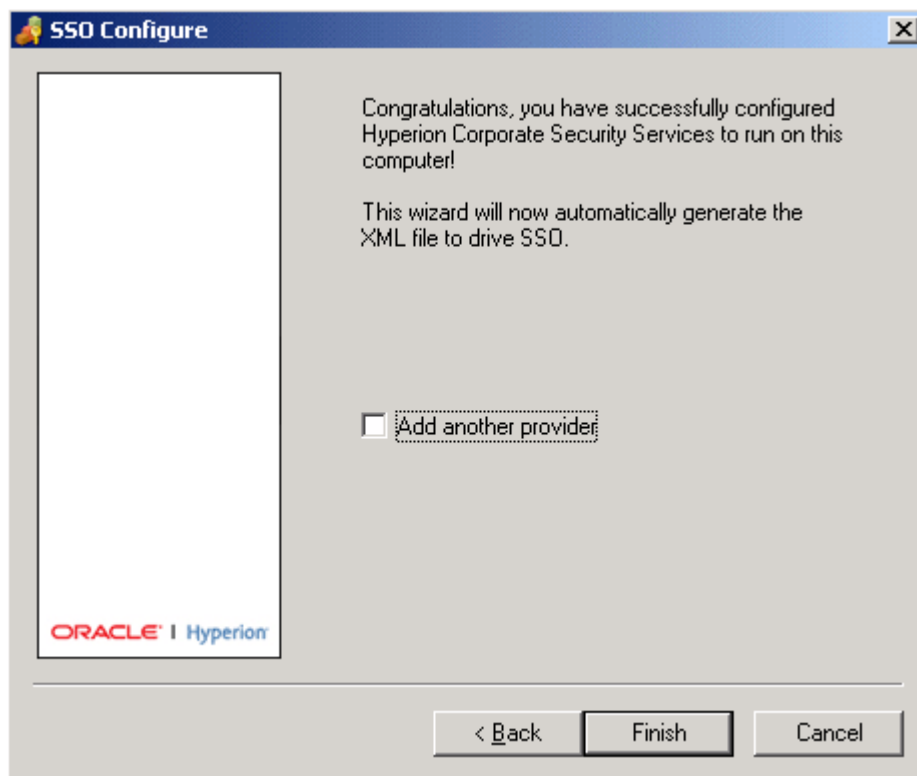 SSO Configure
Congratulations, you have successfully configured
Hyperion Corporate Security Services to run on this
computer!
This wizard will now automatically generate the
XML file to drive SSO.
Add another provider
ORACLE | Hyperion
< Back
Finish
Cancel